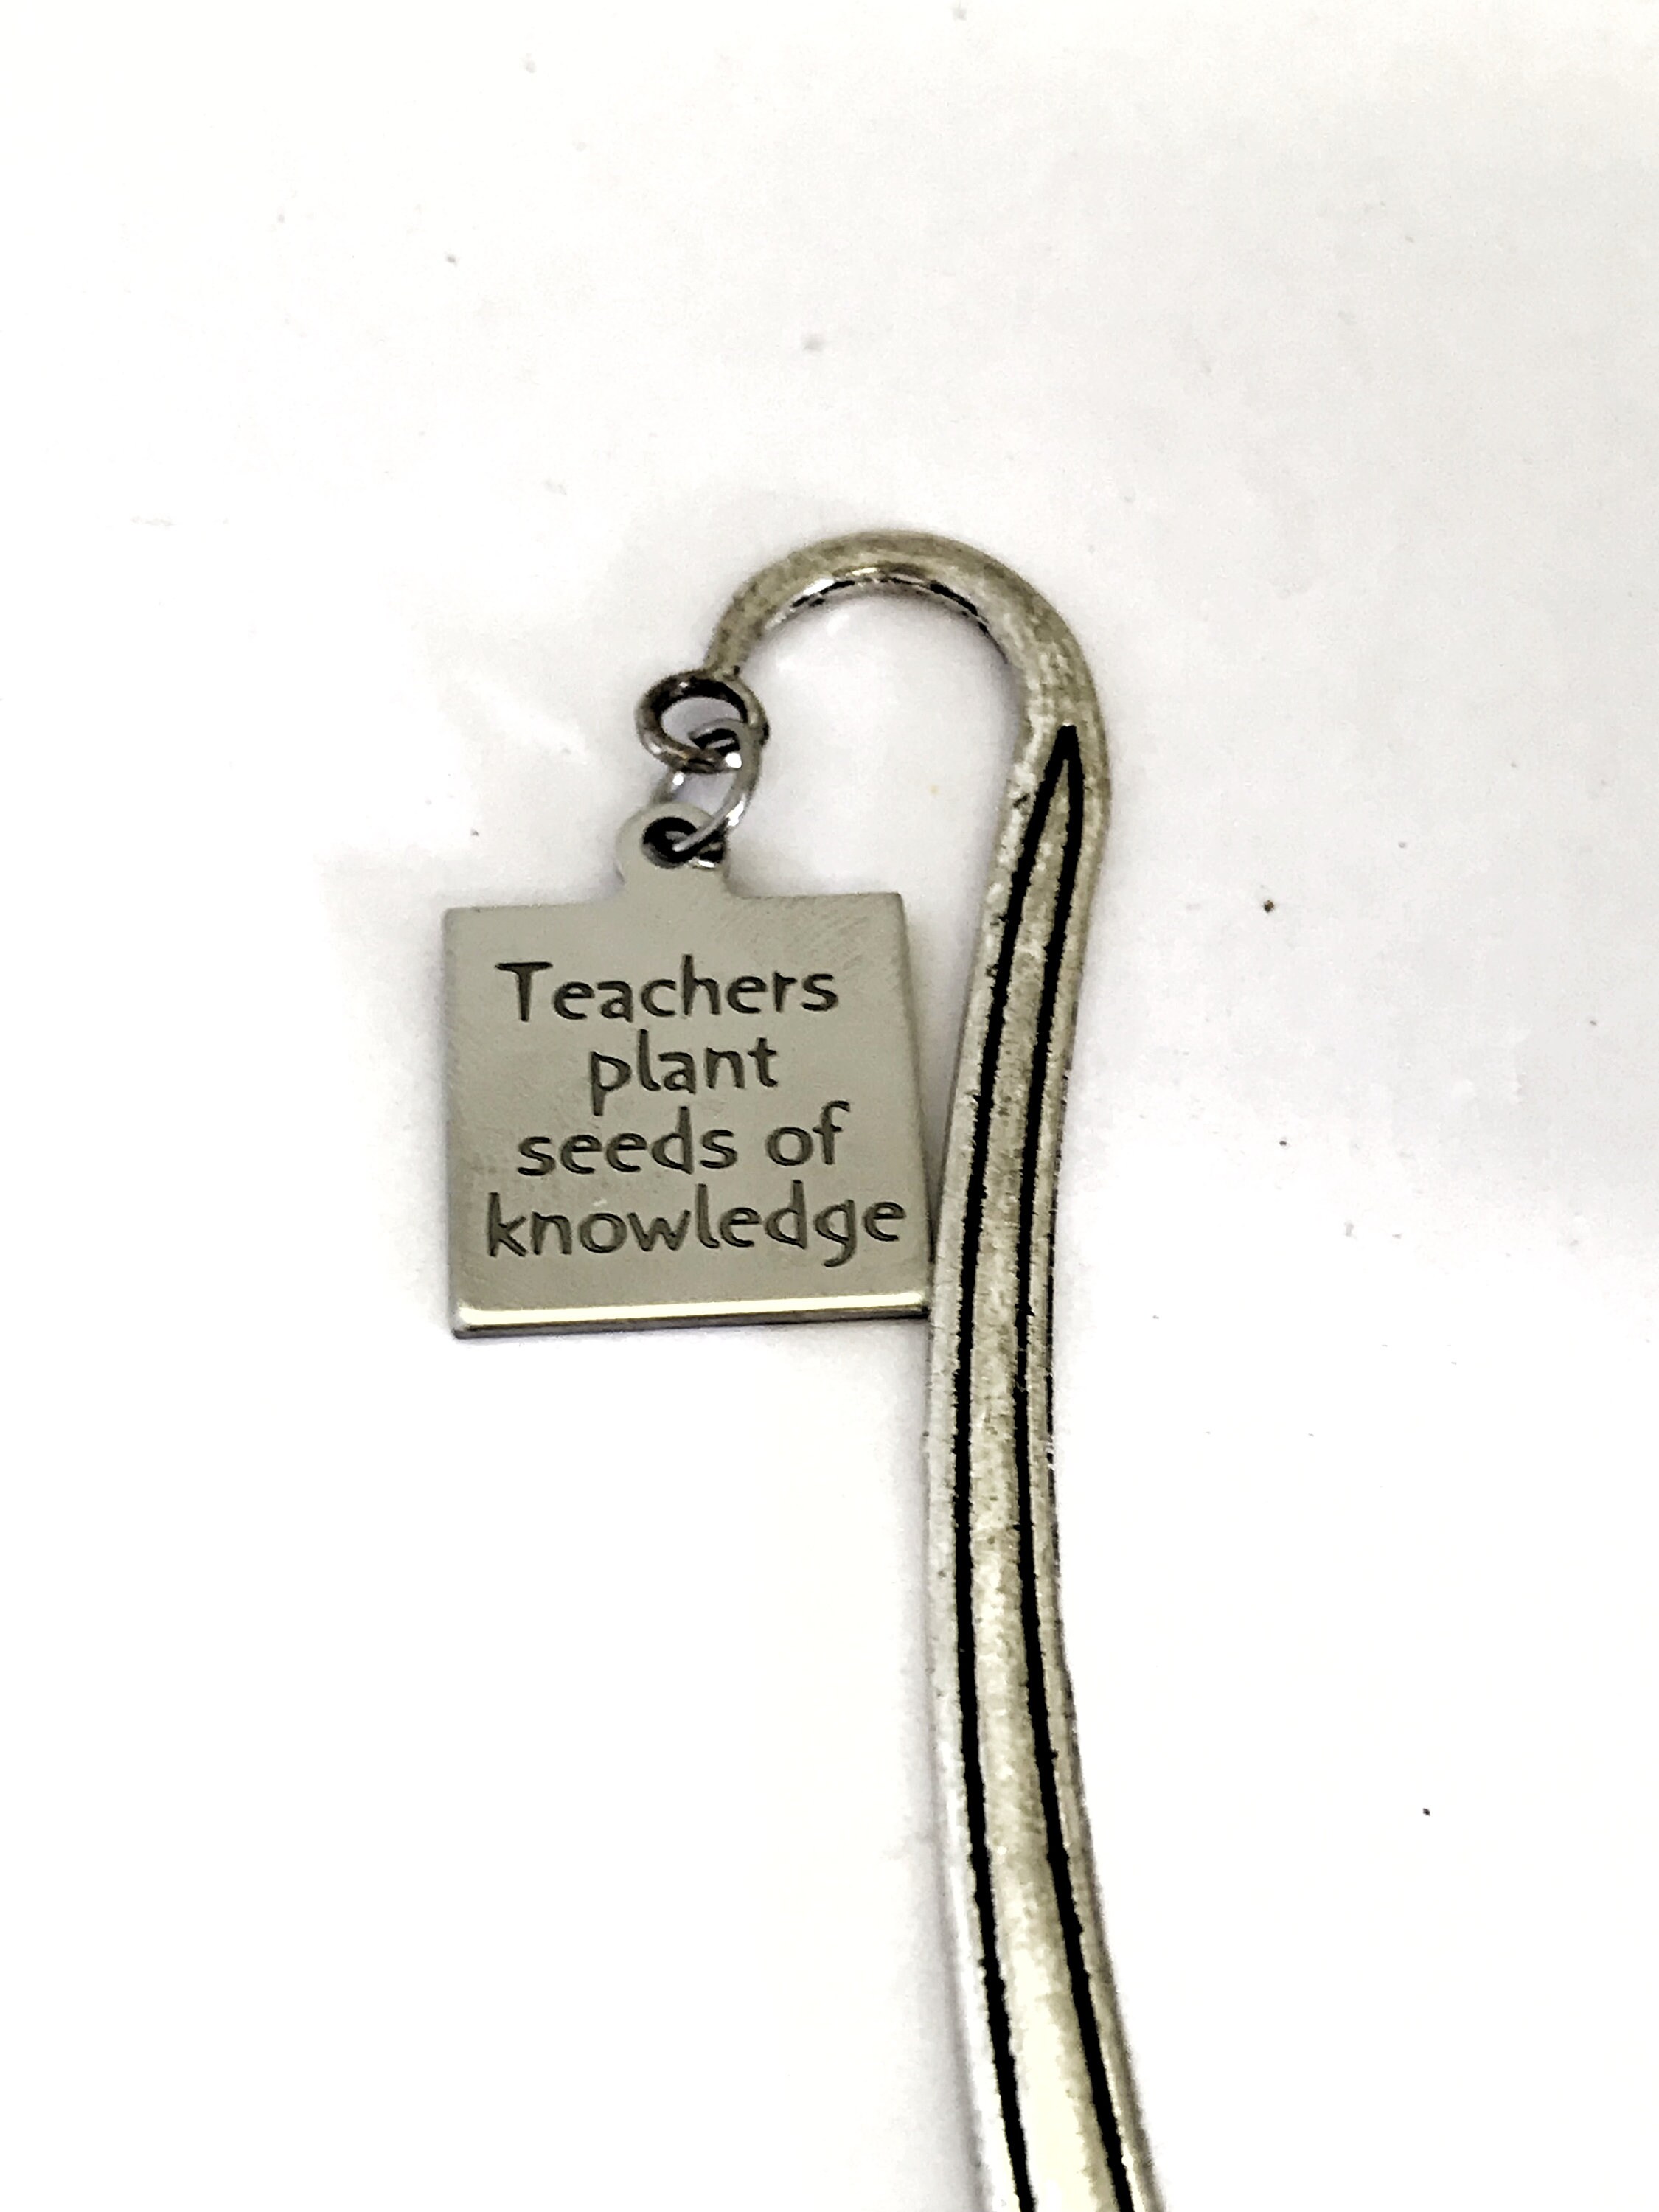 Teachers
plant
seeds of
knowledge